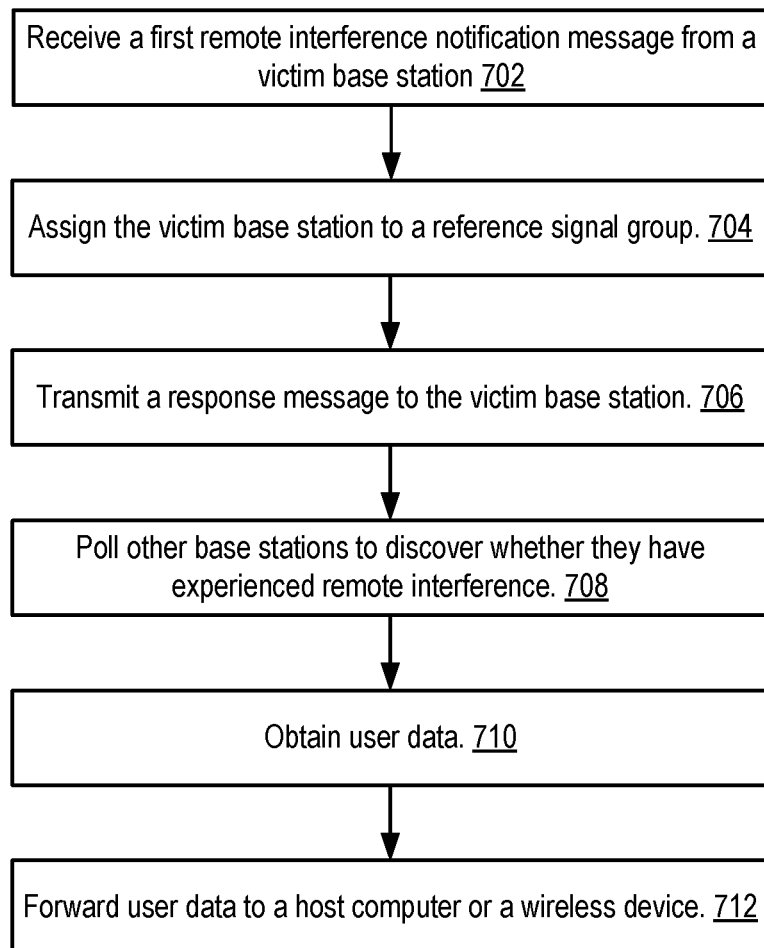 Receive a first remote interference notification message from a
victim base station 702
Assign the victim base station to a reference signal group. 704
Transmit a response message to the victim base station. 706
Poll other base stations to discover whether they have
experienced remote interference. 708
Obtain user data. 710
Forward user data to a host computer or a wireless device. 712